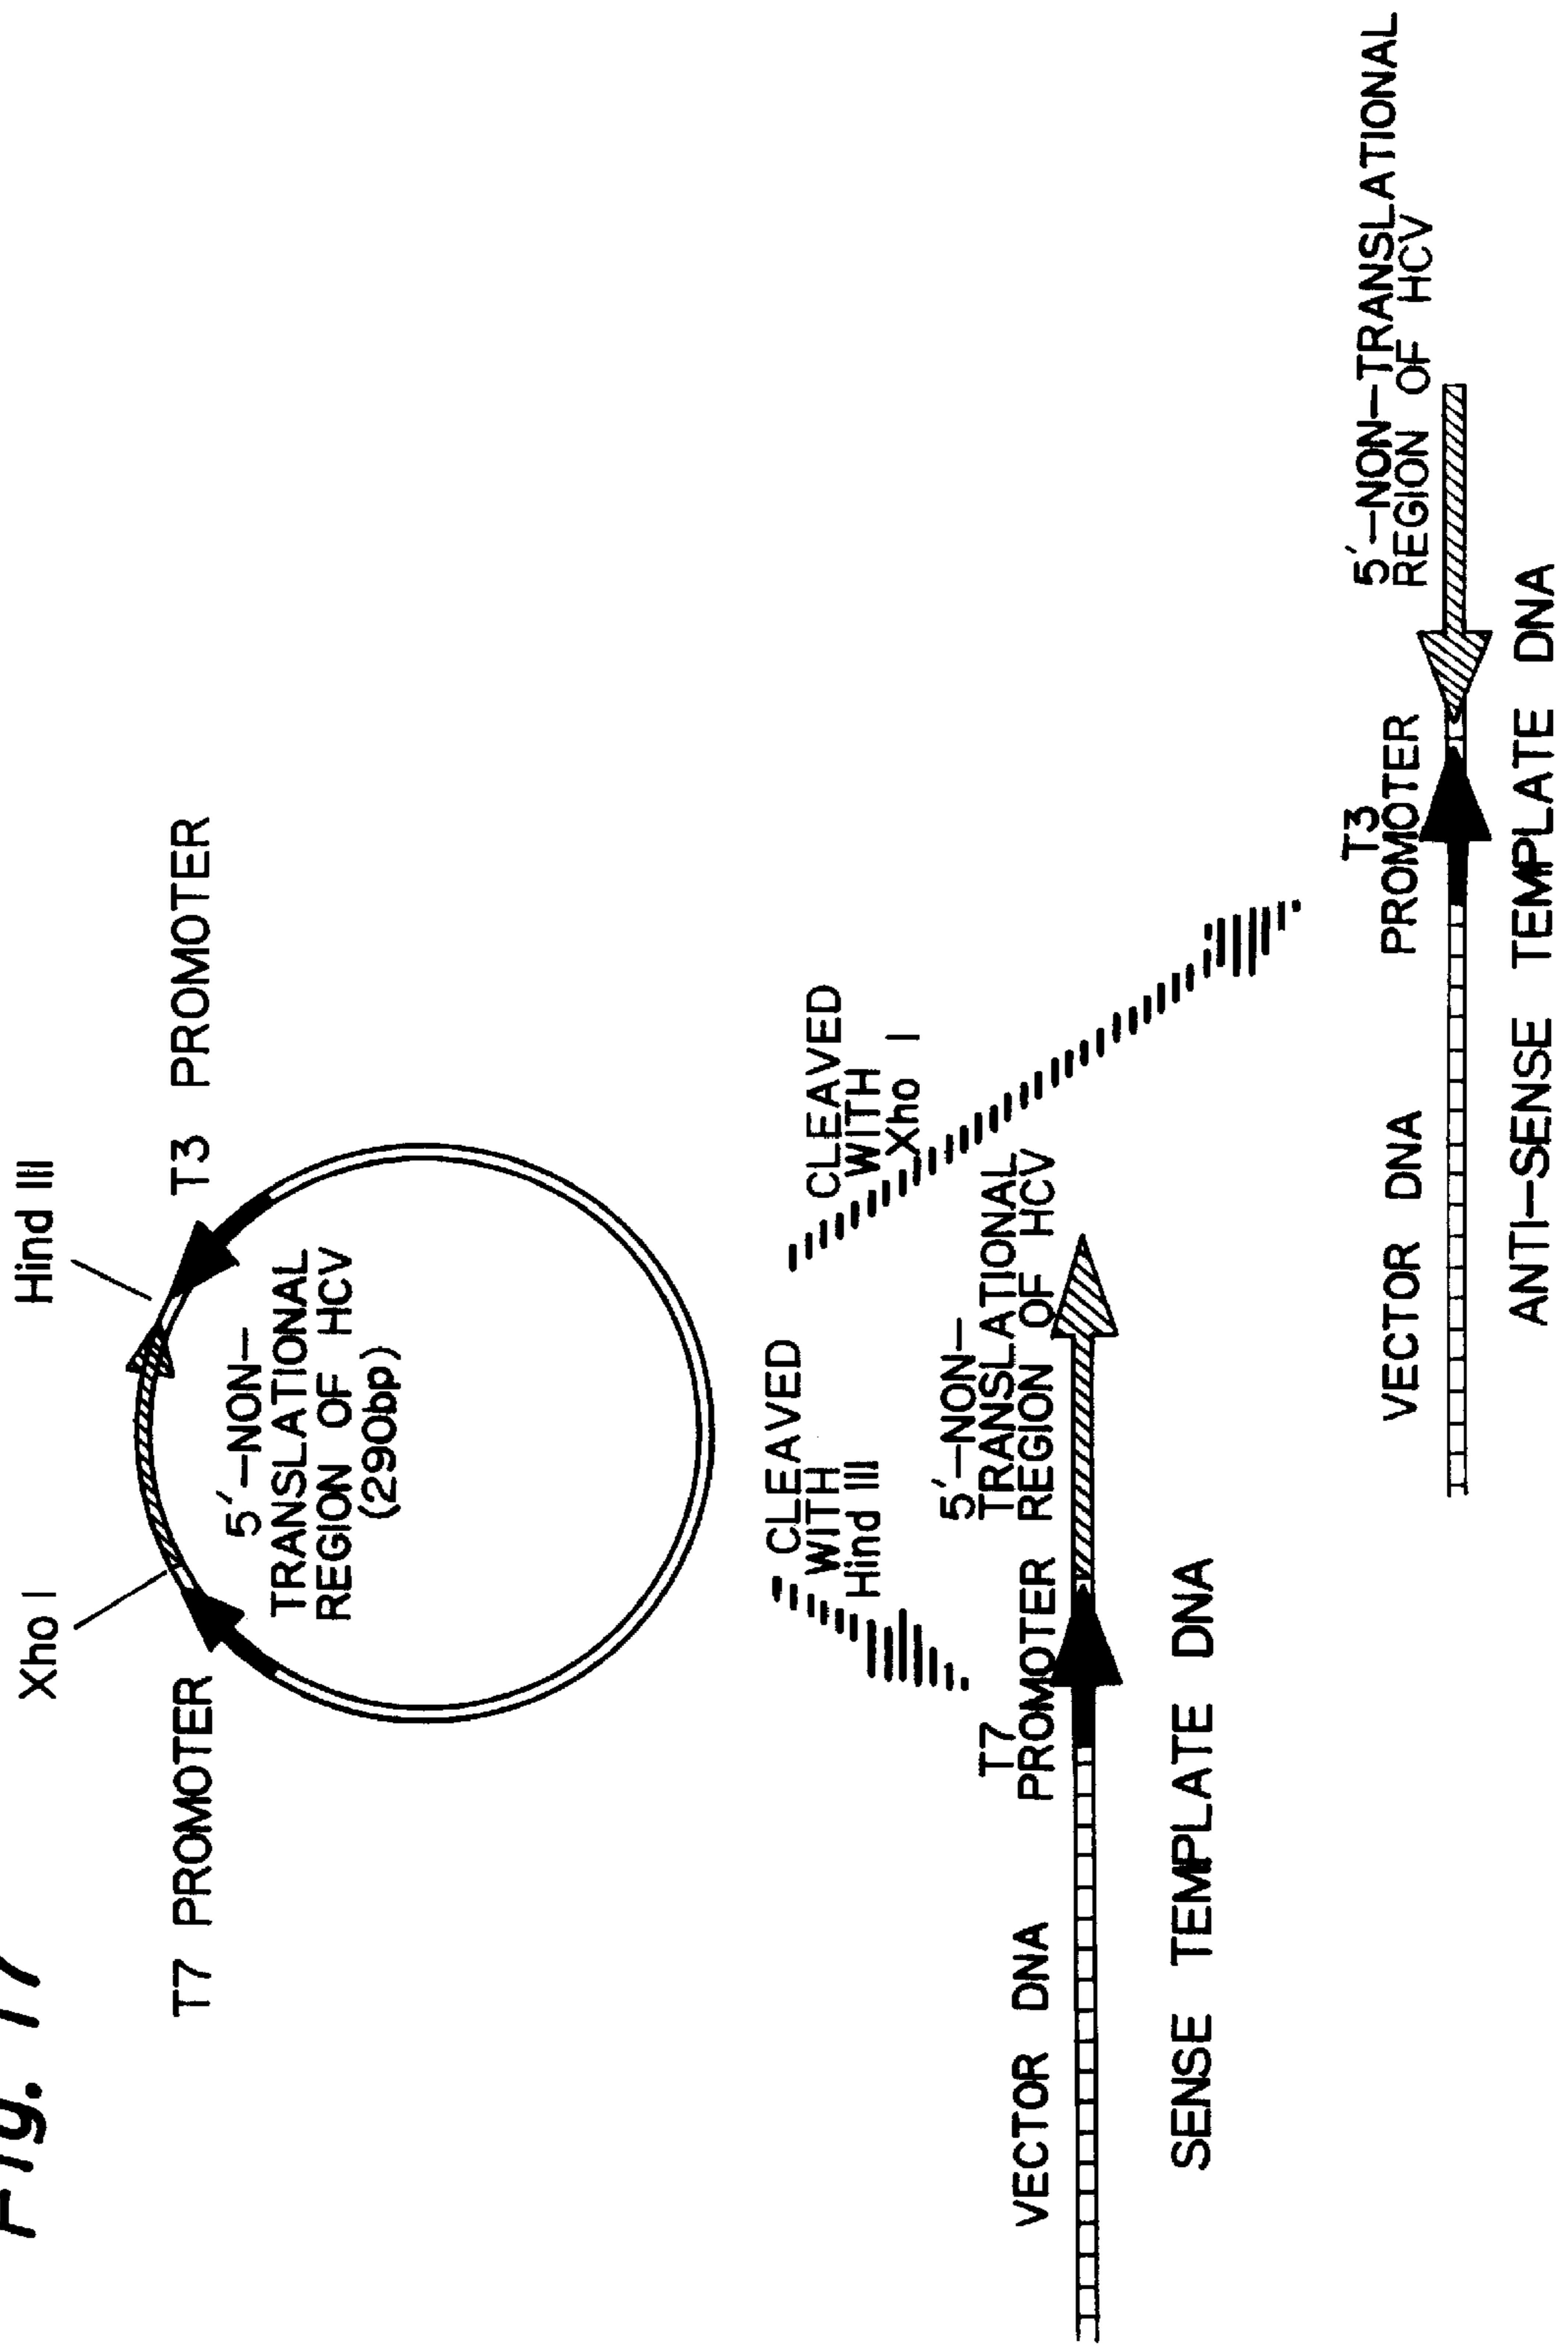 Fig. 17
Xho I
Hind III
T7 PROMOTER
T3 PROMOTER
5′-NON-
TRANSLATIONAL
REGION OF HCV
(290bp)
CLEAVED
WITH
Hind III
CLEAVED
WITH
Xho I
VECTOR DNA
T7
PROMOTER
5′-NON-
TRANSLATIONAL
REGION OF HCV
SENSE TEMPLATE DNA
VECTOR DNA
T3
PROMOTER
5′-NON-TRANSLATIONAL
REGION OF HCV
ANTI-SENSE TEMPLATE DNA